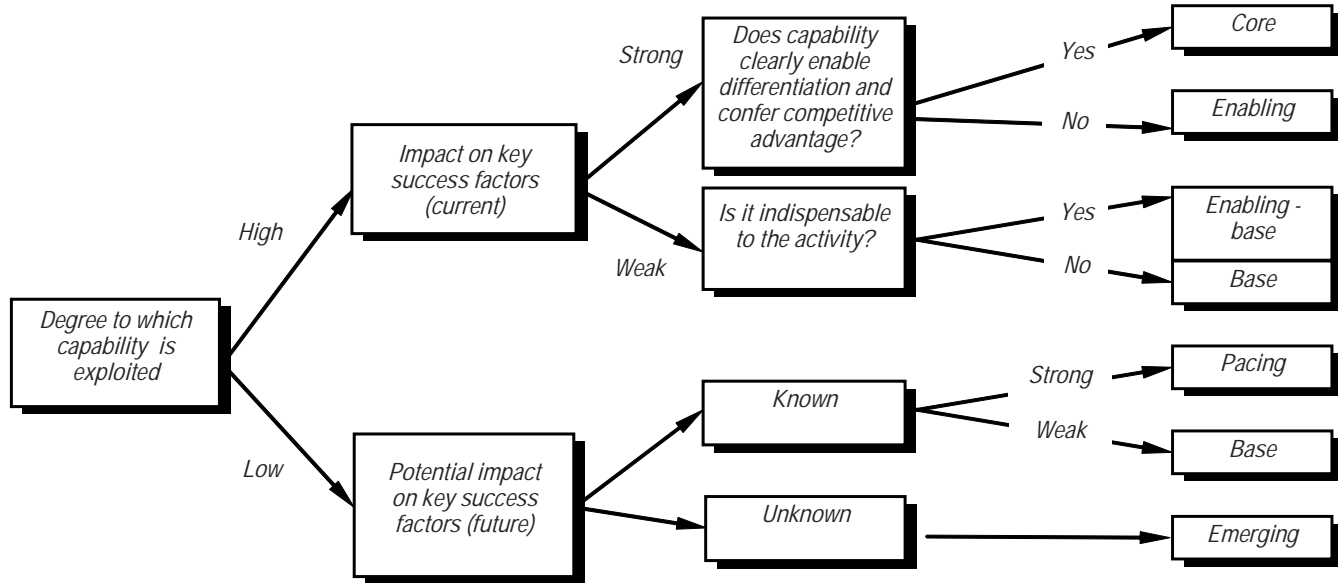 Degree to which
capability is
exploited
High
Low
Impact on key
success factors
(current)
Potential impact
on key success
factors (future)
Strong
Weak
Does capability
clearly enable
differentiation and
confer competitive
advantage?
Is it indispensable
to the activity?
Known
Unknown
Yes
No
Yes
No
Strong
Weak
Core
Enabling
Enabling -
base
Base
Pacing
Base
Emerging